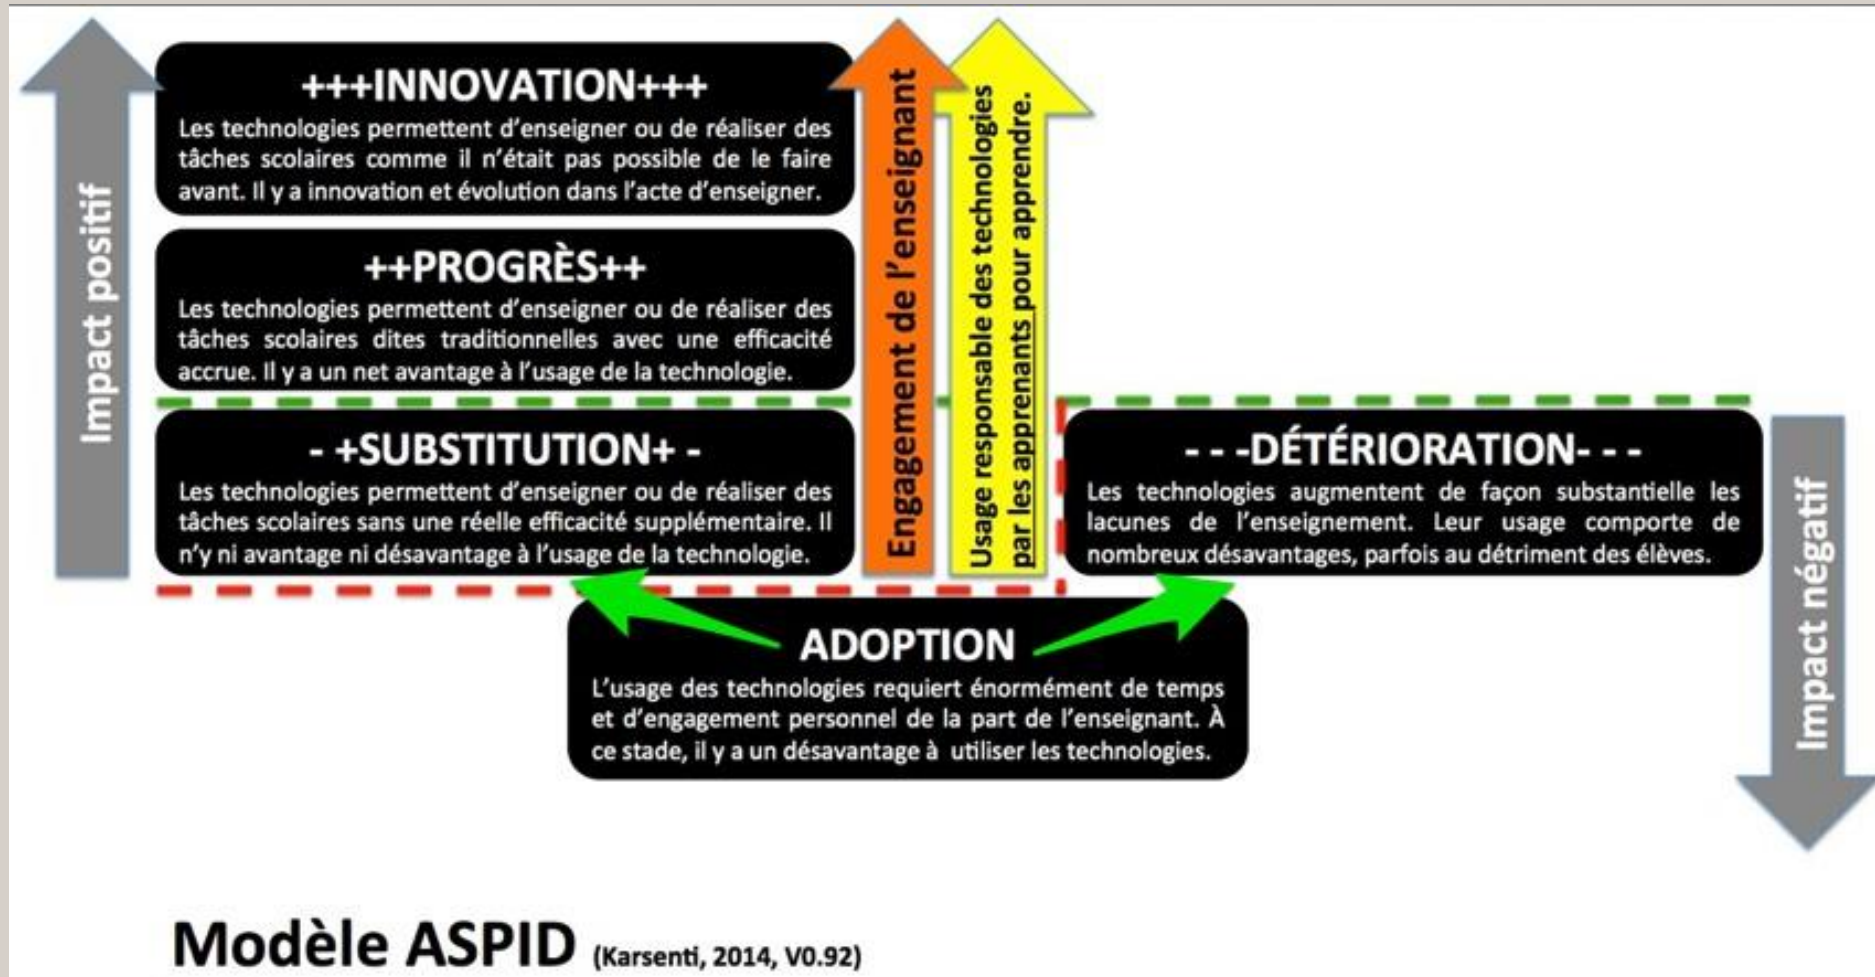 Impact positif
+++INNOVATION+++
Les technologies permettent d'enseigner ou de réaliser des
tâches scolaires comme il n'était pas possible de le faire
avant. Il y a innovation et évolution dans l'acte d'enseigner.
++PROGRÈS++
Les technologies permettent d'enseigner ou de réaliser des
tâches scolaires dites traditionnelles avec une efficacité
accrue. Il y a un net avantage à l'usage de la technologie.
- +SUBSTITUTION+ -
Les technologies permettent d'enseigner ou de réaliser des
tâches scolaires sans une réelle efficacité supplémentaire. Il
n'y ni avantage ni désavantage à l'usage de la technologie.
Engagement de l'enseignant
Usage responsable des technologies
par les apprenants pour apprendre.
- - -DÉTÉRIORATION- - -
Les technologies augmentent de façon substantielle les
lacunes de l'enseignement. Leur usage comporte de
nombreux désavantages, parfois au détriment des élèves.
Impact négatif
ADOPTION
L'usage des technologies requiert énormément de temps
et d'engagement personnel de la part de l'enseignant. À
ce stade, il y a un désavantage à utiliser les technologies.
Modèle ASPID (Karsenti, 2014, V0.92)